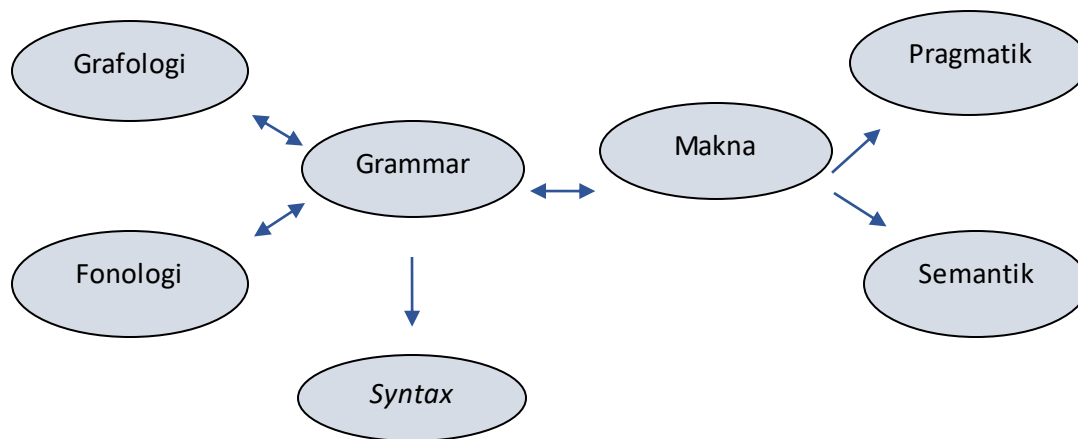 Grafologi
Pragmatik
Grammar
Makna
Fonologi
Semantik
Syntax